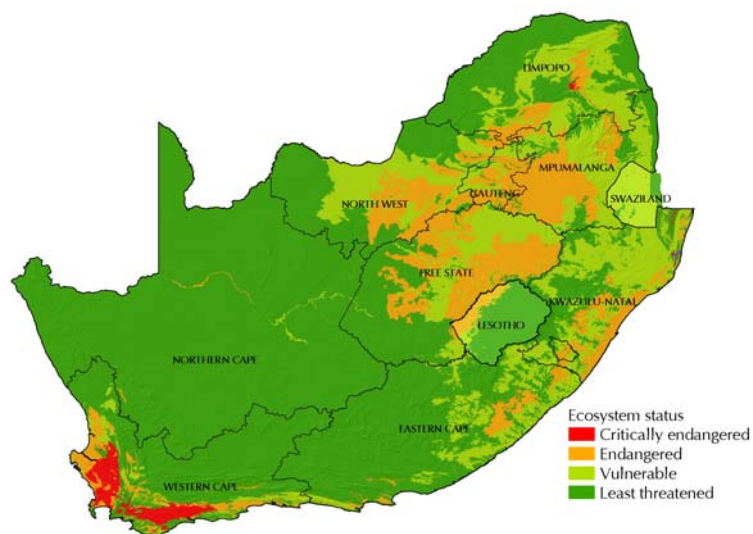 LIMPOPO
MPUMALANGA
GAUTENG
NORTH WEST
SWAZILAND
FREE STATE
KWAZULU-NATAL
LESOTHO
NORTHERN CAPE
EASTERN CAPE
WESTERN CAPE
Ecosystem status
Critically endangered
Endangered
Vulnerable
Least threatened